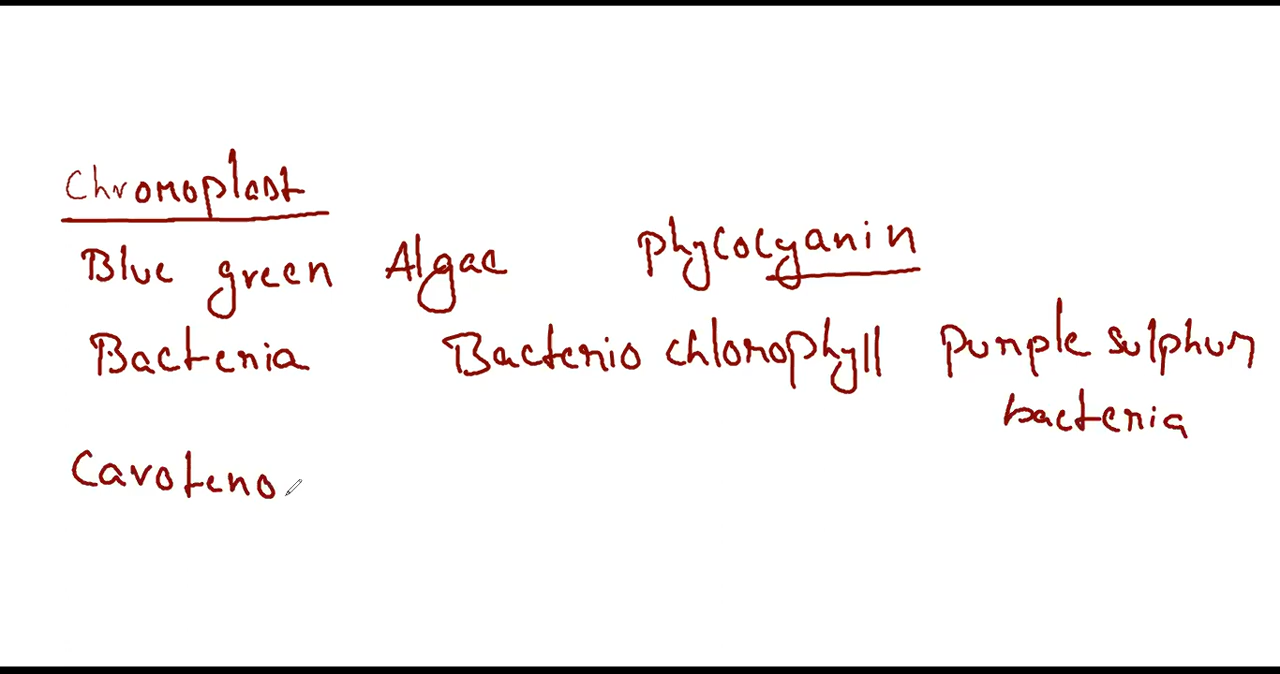 Chromoplast
Blue green Algae phycocyanin
Bacteria Bacterio chlorophyll purple sulphur
bacteria
Caroteno